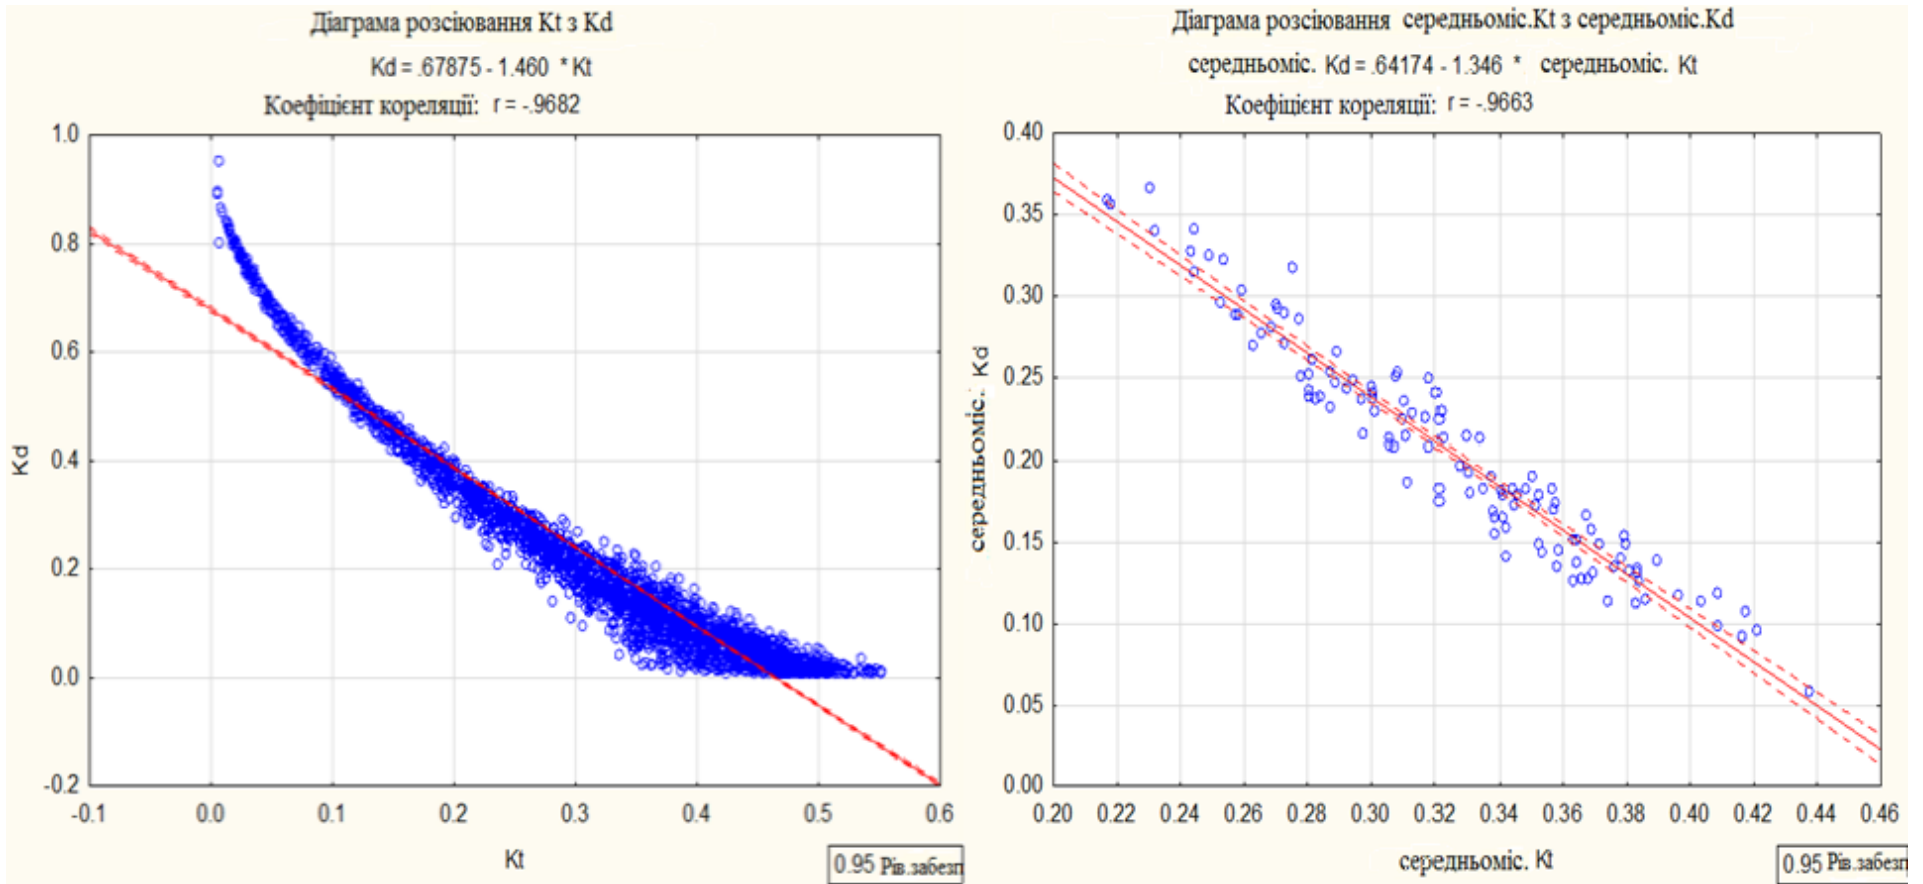 Діаграма розсіювання Kt з Kd
Kd = .67875 - 1.460 * Kt
Коефіцієнт кореляції: r = -.9682
1.0
0.8
0.6
0.4
0.2
0.0
-0.2
Kd
-0.1 0.0 0.1 0.2 0.3 0.4 0.5 0.6
Kt
0.95 Рів.забезп
Діаграма розсіювання середньоміс.Kt з середньоміс.Kd
середньоміс. Kd = .64174 - 1.346 * середньоміс. Kt
Коефіцієнт кореляції: r = -.9663
0.40
0.35
0.30
0.25
0.20
0.15
0.10
0.05
0.00
середньоміс. Kd
0.20 0.22 0.24 0.26 0.28 0.30 0.32 0.34 0.36 0.38 0.40 0.42 0.44 0.46
середньоміс. Kt
0.95 Рів.забезп